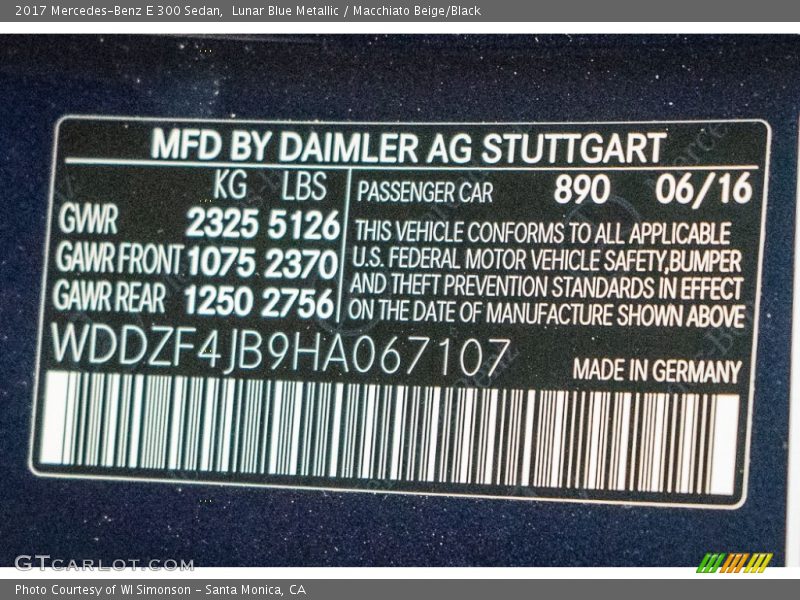 2017 Mercedes-Benz E 300 Sedan,  Lunar Blue Metallic / Macchiato Beige/Black
MFD BY DAIMLER AG STUTTGART
KG LBS
GVWR 2325 5126
GAWR FRONT 1075 2370
GAWR REAR 1250 2756
PASSENGER CAR 890 06/16
THIS VEHICLE CONFORMS TO ALL APPLICABLE
U.S. FEDERAL MOTOR VEHICLE SAFETY,BUMPER
AND THEFT PREVENTION STANDARDS IN EFFECT
ON THE DATE OF MANUFACTURE SHOWN ABOVE
WDDZF4JB9HA067107
MADE IN GERMANY
GTCARLOT.COM
Photo Courtesy of WI Simonson - Santa Monica, CA